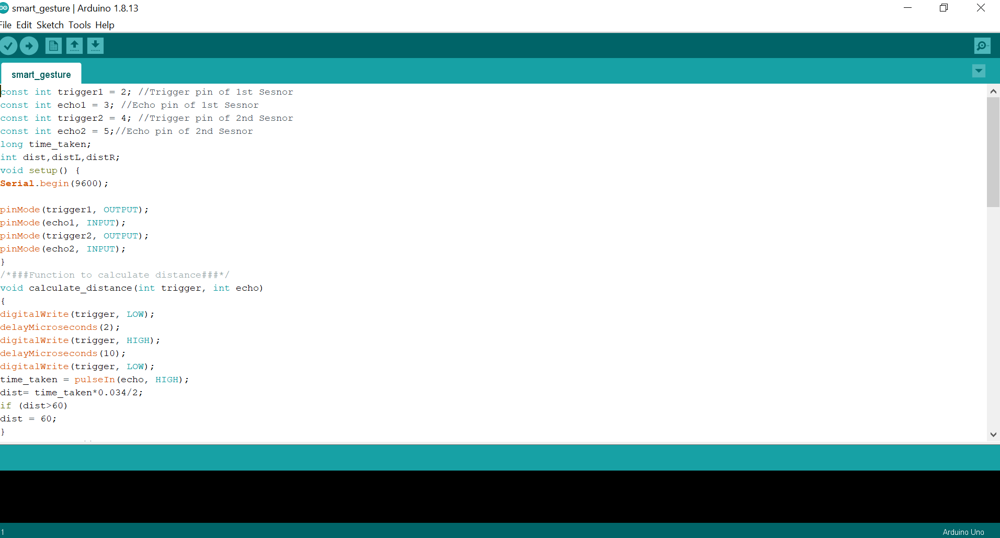 smart_gesture | Arduino 1.8.13
File Edit Sketch Tools Help
smart_gesture
const int trigger1 = 2; //Trigger pin of 1st Sesnor
const int echo1 = 3; //Echo pin of 1st Sesnor
const int trigger2 = 4; //Trigger pin of 2nd Sesnor
const int echo2 = 5;//Echo pin of 2nd Sesnor
long time_taken;
int dist,distL,distR;
void setup() {
Serial.begin(9600);
pinMode(trigger1, OUTPUT);
pinMode(echo1, INPUT);
pinMode(trigger2, OUTPUT);
pinMode(echo2, INPUT);
}
/*###Function to calculate distance###*/
void calculate_distance(int trigger, int echo)
{
digitalWrite(trigger, LOW);
delayMicroseconds(2);
digitalWrite(trigger, HIGH);
delayMicroseconds(10);
digitalWrite(trigger, LOW);
time_taken = pulseIn(echo, HIGH);
dist= time_taken*0.034/2;
if (dist>60)
dist = 60;
}
1
Arduino Uno